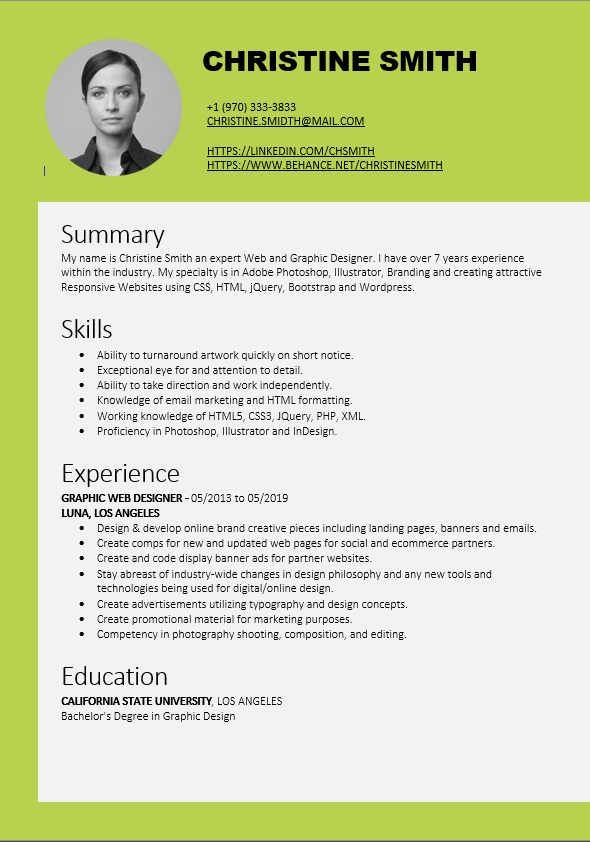 CHRISTINE SMITH
+1 (970) 333-3833
CHRISTINE.SMIDTH@MAIL.COM
HTTPS://LINKEDIN.COM/CHSMITH
HTTPS://WWW.BEHANCE.NET/CHRISTINESMITH
Summary
My name is Christine Smith an expert Web and Graphic Designer. I have over 7 years experience
within the industry. My specialty is in Adobe Photoshop, Illustrator, Branding and creating attractive
Responsive Websites using CSS, HTML, jQuery, Bootstrap and Wordpress.
Skills
• Ability to turnaround artwork quickly on short notice.
• Exceptional eye for and attention to detail.
• Ability to take direction and work independently.
• Knowledge of email marketing and HTML formatting.
• Working knowledge of HTML5, CSS3, JQuery, PHP, XML.
• Proficiency in Photoshop, Illustrator and InDesign.
Experience
GRAPHIC WEB DESIGNER - 05/2013 to 05/2019
LUNA, LOS ANGELES
• Design & develop online brand creative pieces including landing pages, banners and emails.
• Create comps for new and updated web pages for social and ecommerce partners.
• Create and code display banner ads for partner websites.
• Stay abreast of industry-wide changes in design philosophy and any new tools and
technologies being used for digital/online design.
• Create advertisements utilizing typography and design concepts.
• Create promotional material for marketing purposes.
• Competency in photography shooting, composition, and editing.
Education
CALIFORNIA STATE UNIVERSITY, LOS ANGELES
Bachelor's Degree in Graphic Design